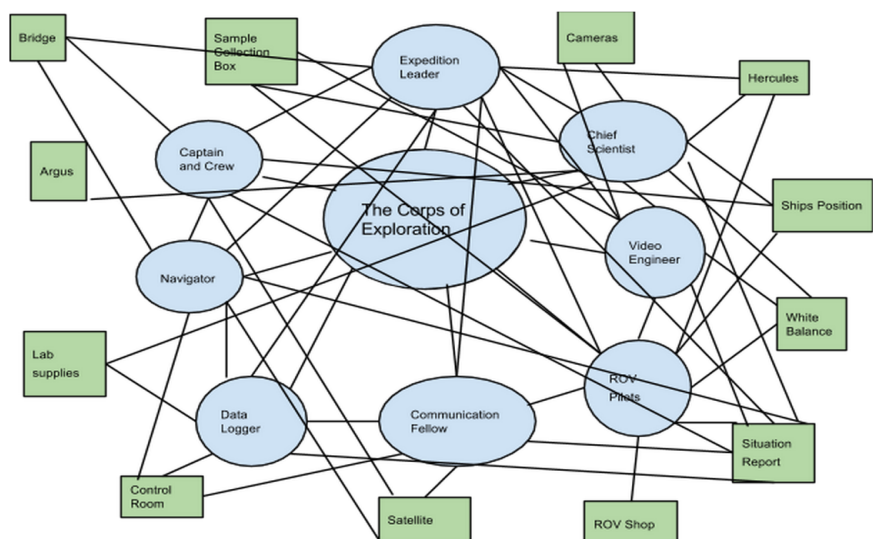 Bridge
Sample
Collection
Box
Expedition
Leader
Cameras
Hercules
Captain
and Crew
Chief
Scientist
Argus
The Corps of
Exploration
Ships Position
Navigator
Video
Engineer
White
Balance
Lab
supplies
ROV
Pilots
Data
Logger
Communication
Fellow
Situation
Report
Control
Room
Satellite
ROV Shop